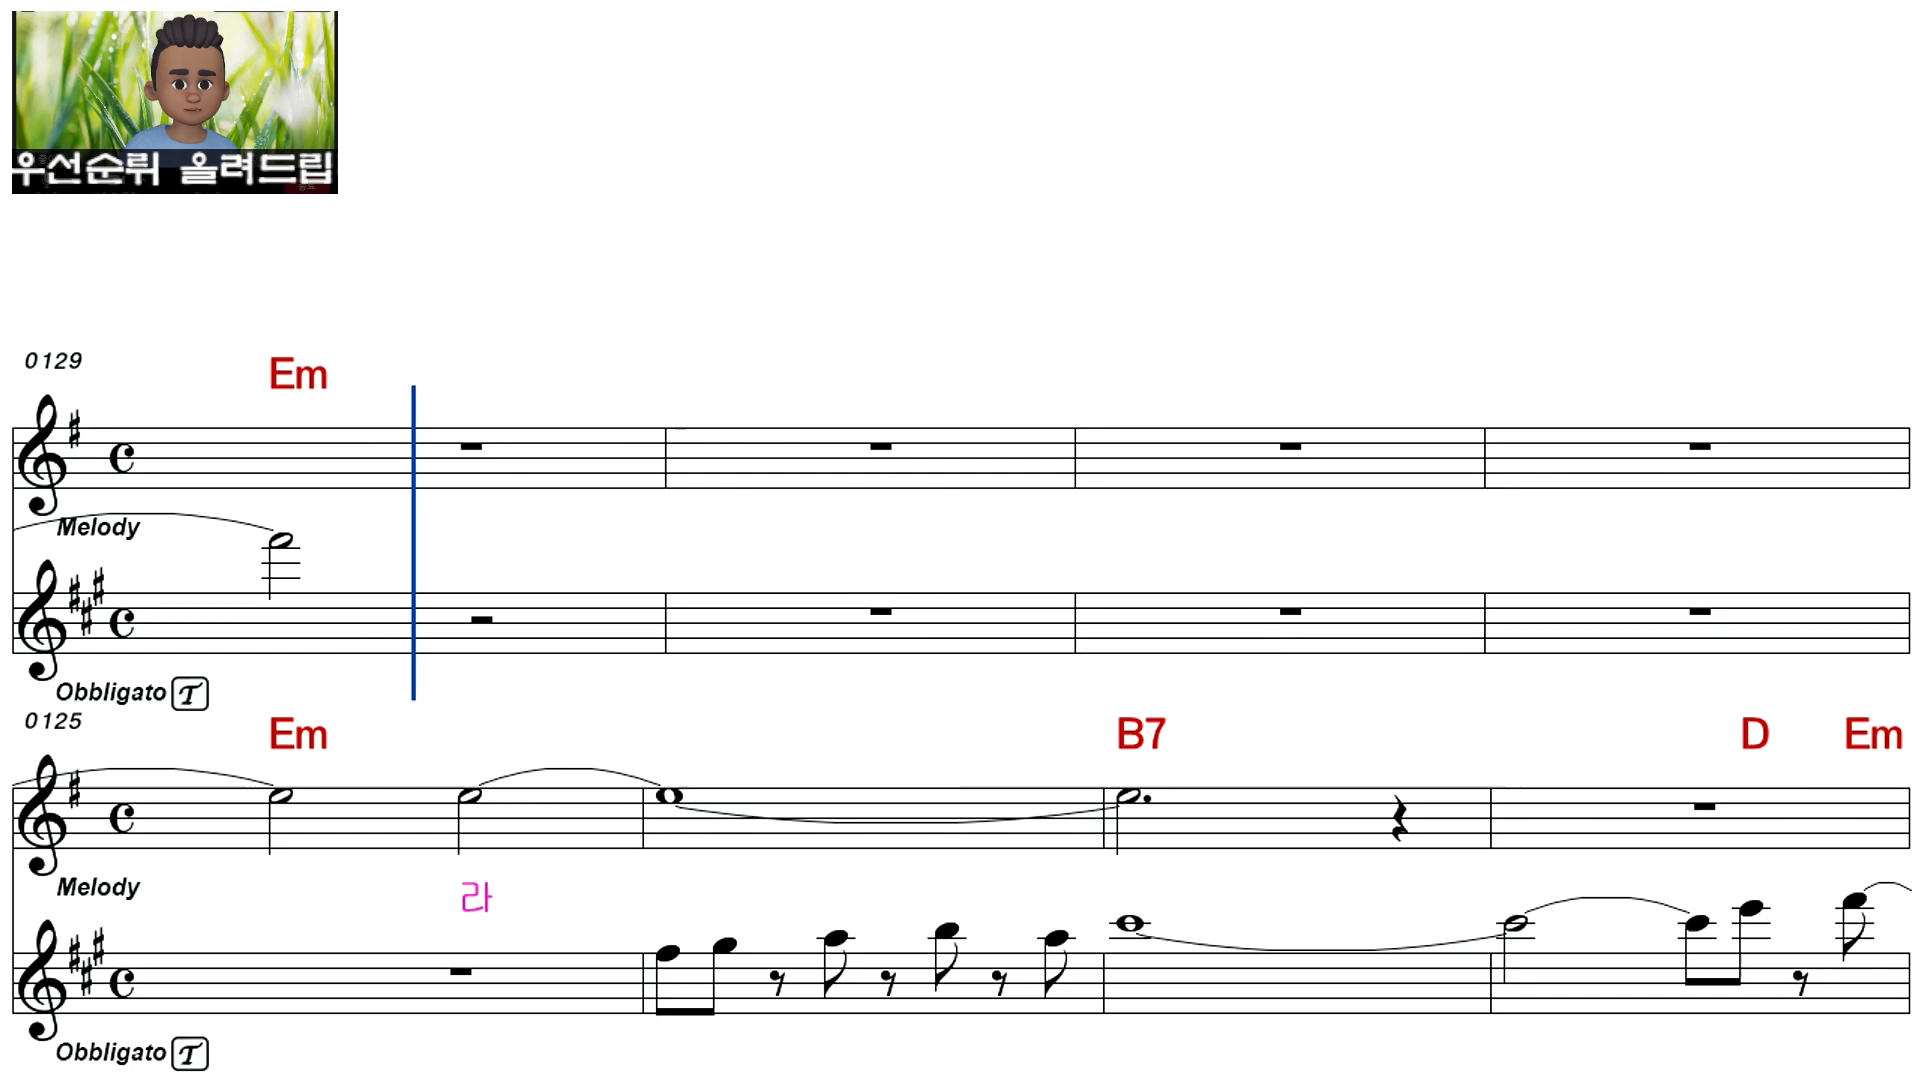 우선순위 올려드립
0129
Em
Melody
Obbligato T
0125
Em B7 D Em
Melody
라
Obbligato T